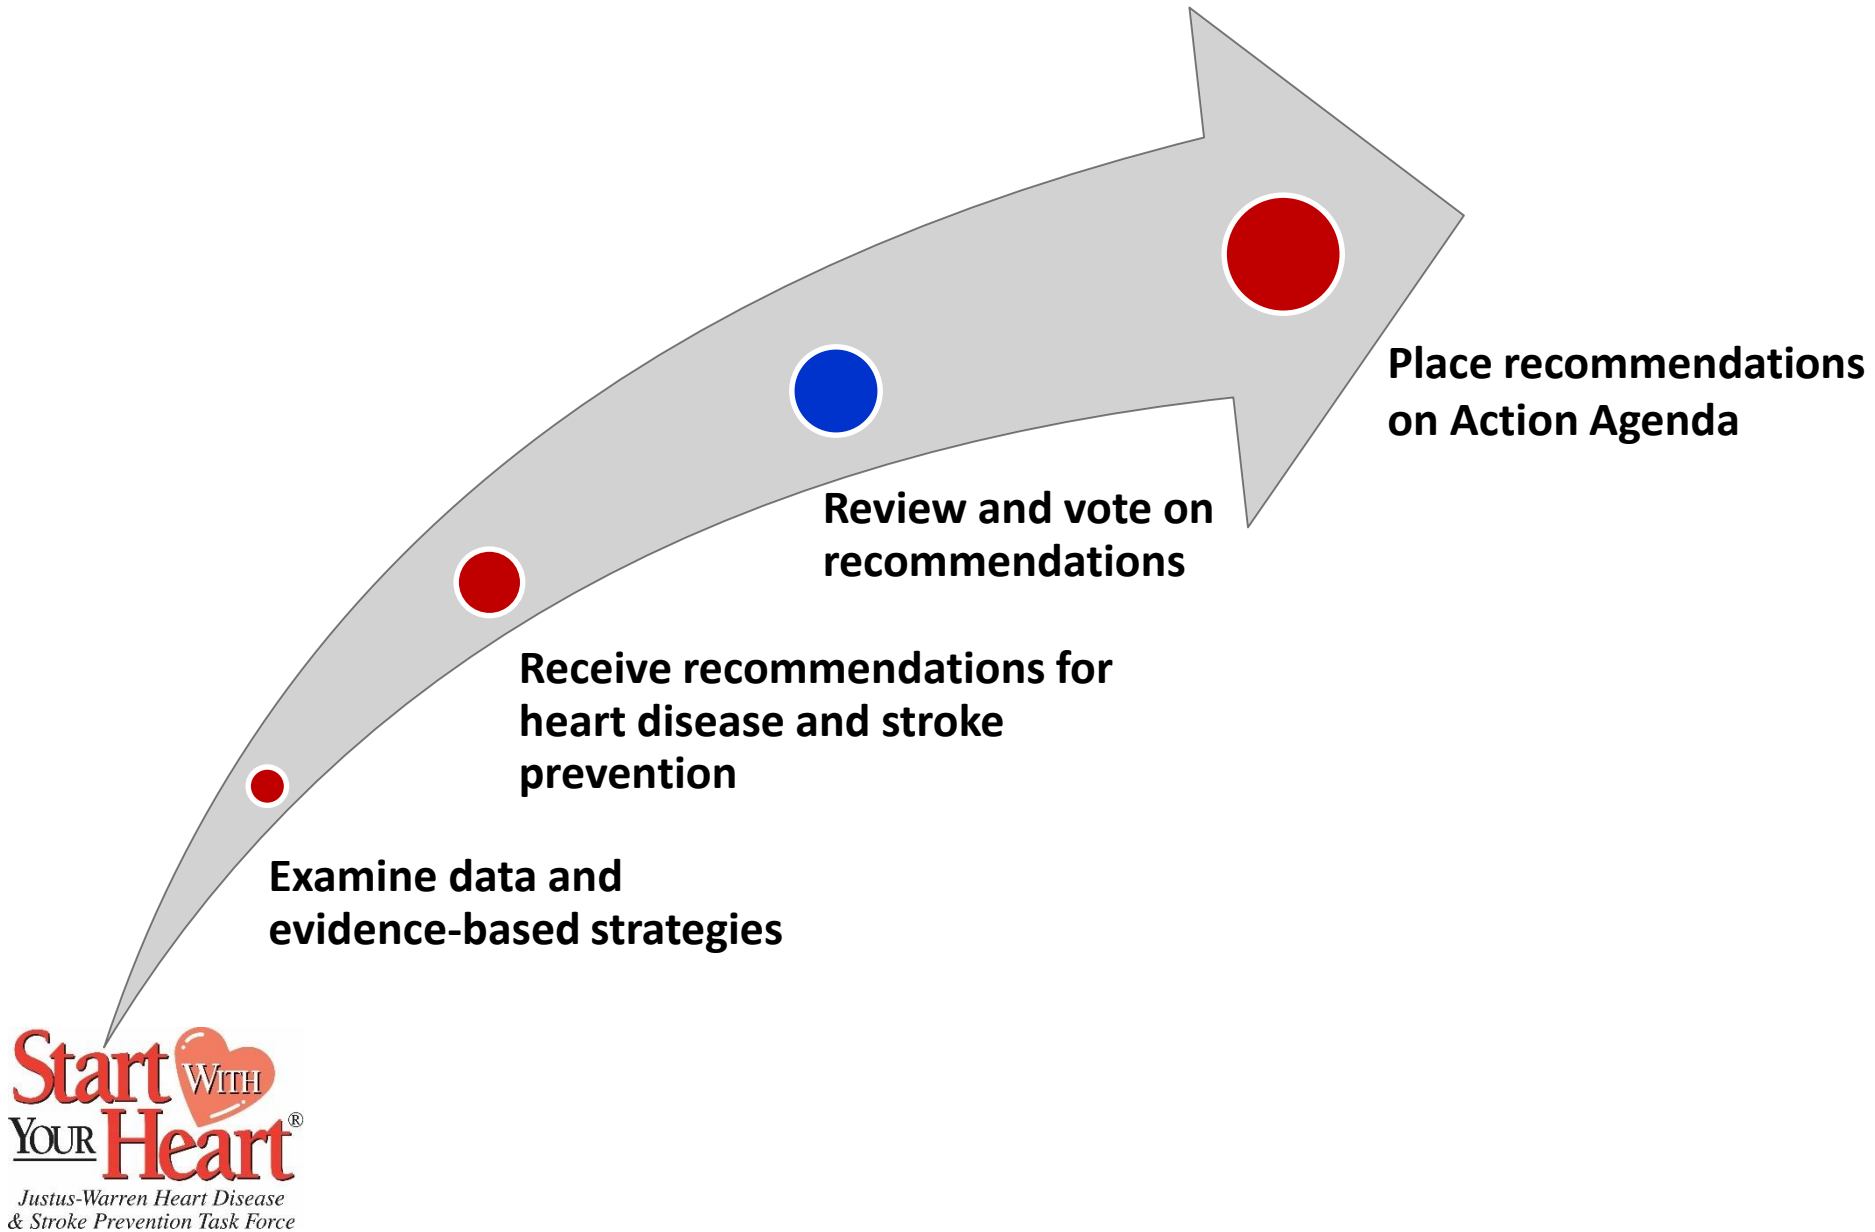 Place recommendations
on Action Agenda
Review and vote on
recommendations
Receive recommendations for
heart disease and stroke
prevention
Examine data and
evidence-based strategies
Start WITH
YOUR Heart®
Justus-Warren Heart Disease
& Stroke Prevention Task Force